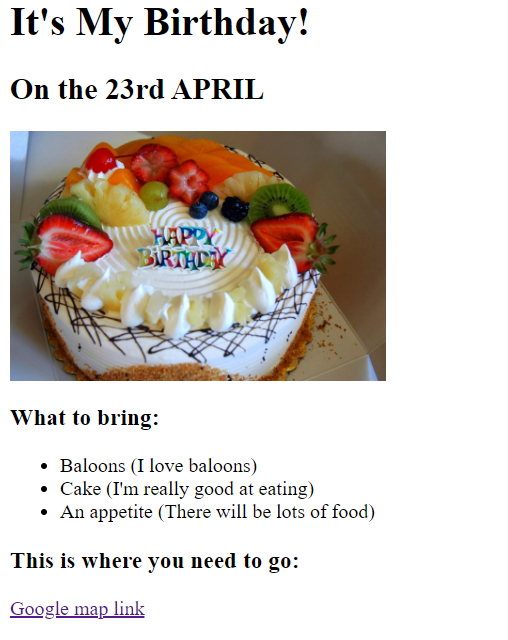 It's My Birthday!
On the 23rd APRIL
HAPPY
BIRTHDAY
What to bring:
Baloons (I love baloons)
Cake (I'm really good at eating)
An appetite (There will be lots of food)
This is where you need to go:
Google map link